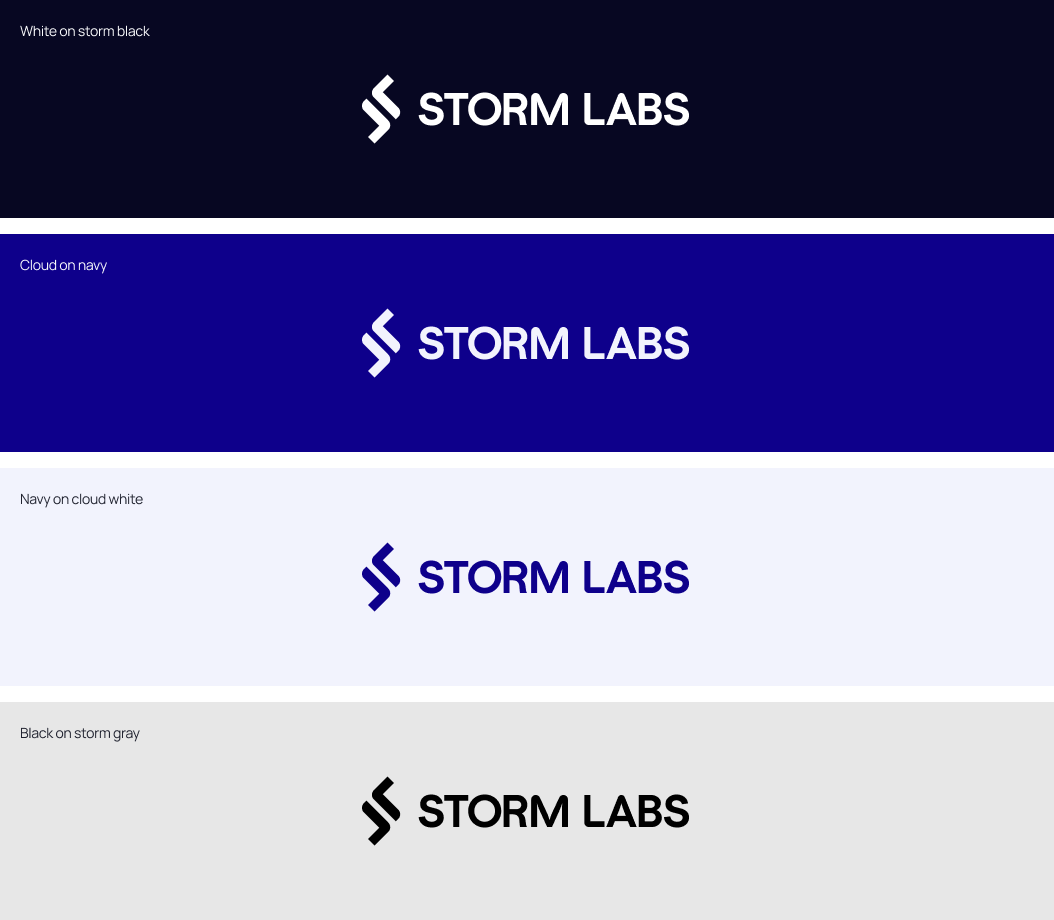 White on storm black
STORM LABS
Cloud on navy
STORM LABS
Navy on cloud white
STORM LABS
Black on storm gray
STORM LABS